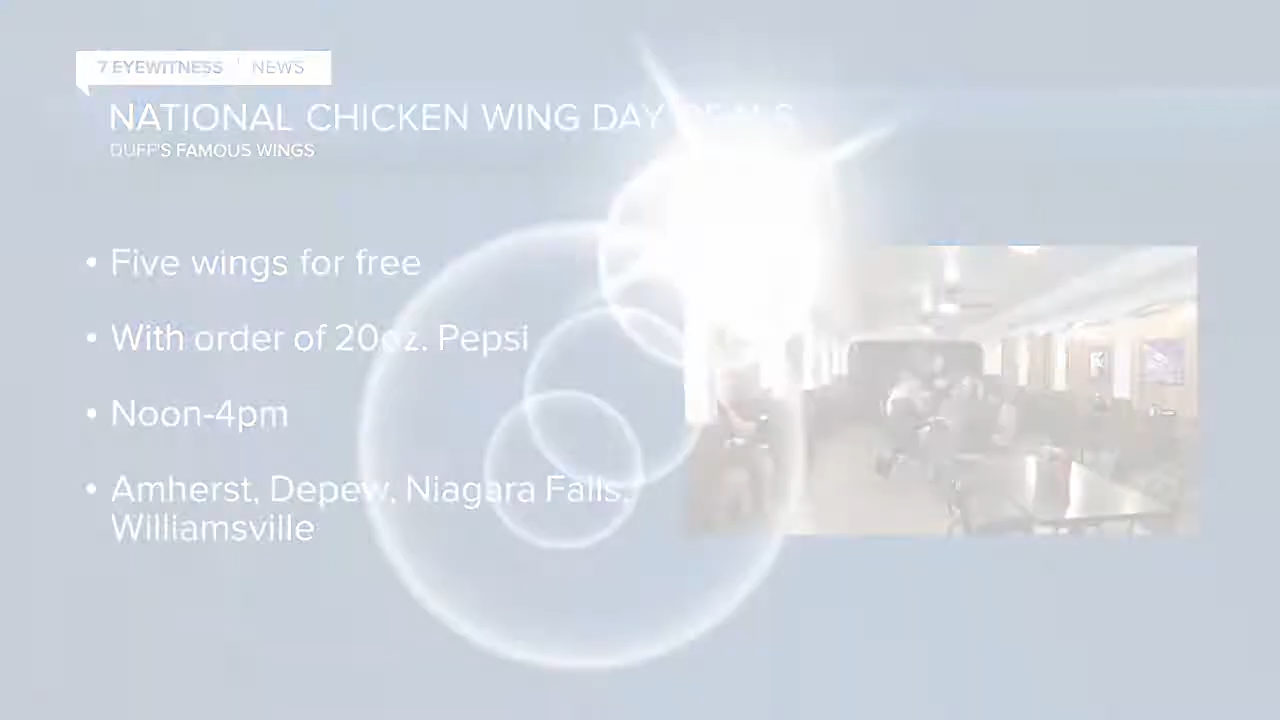 7 EYEWITNESS NEWS
NATIONAL CHICKEN WING DAY DEALS
DUFF'S FAMOUS WINGS
• Five wings for free
• With order of 20oz. Pepsi
• Noon-4pm
• Amherst, Depew, Niagara Falls,
Williamsville